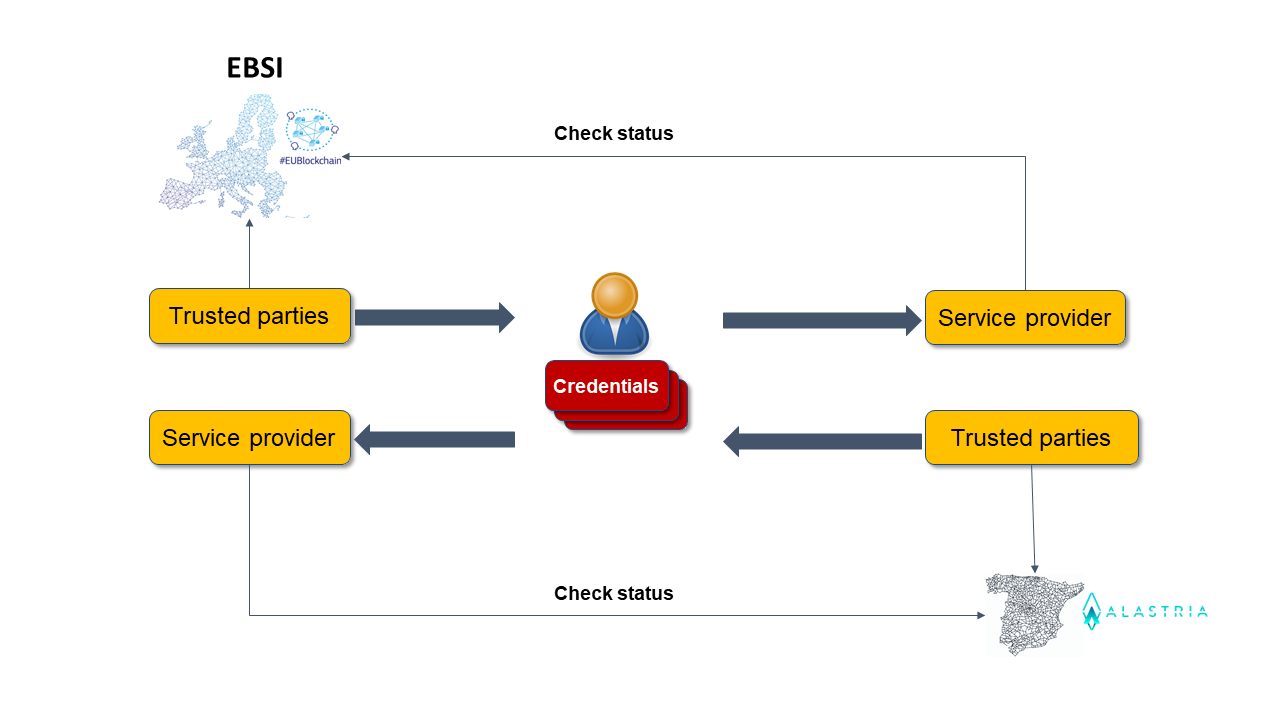 EBSI
#EUBlockchain
Check status
Trusted parties
Service provider
Credentials
Service provider
Trusted parties
Check status
ALASTRIA